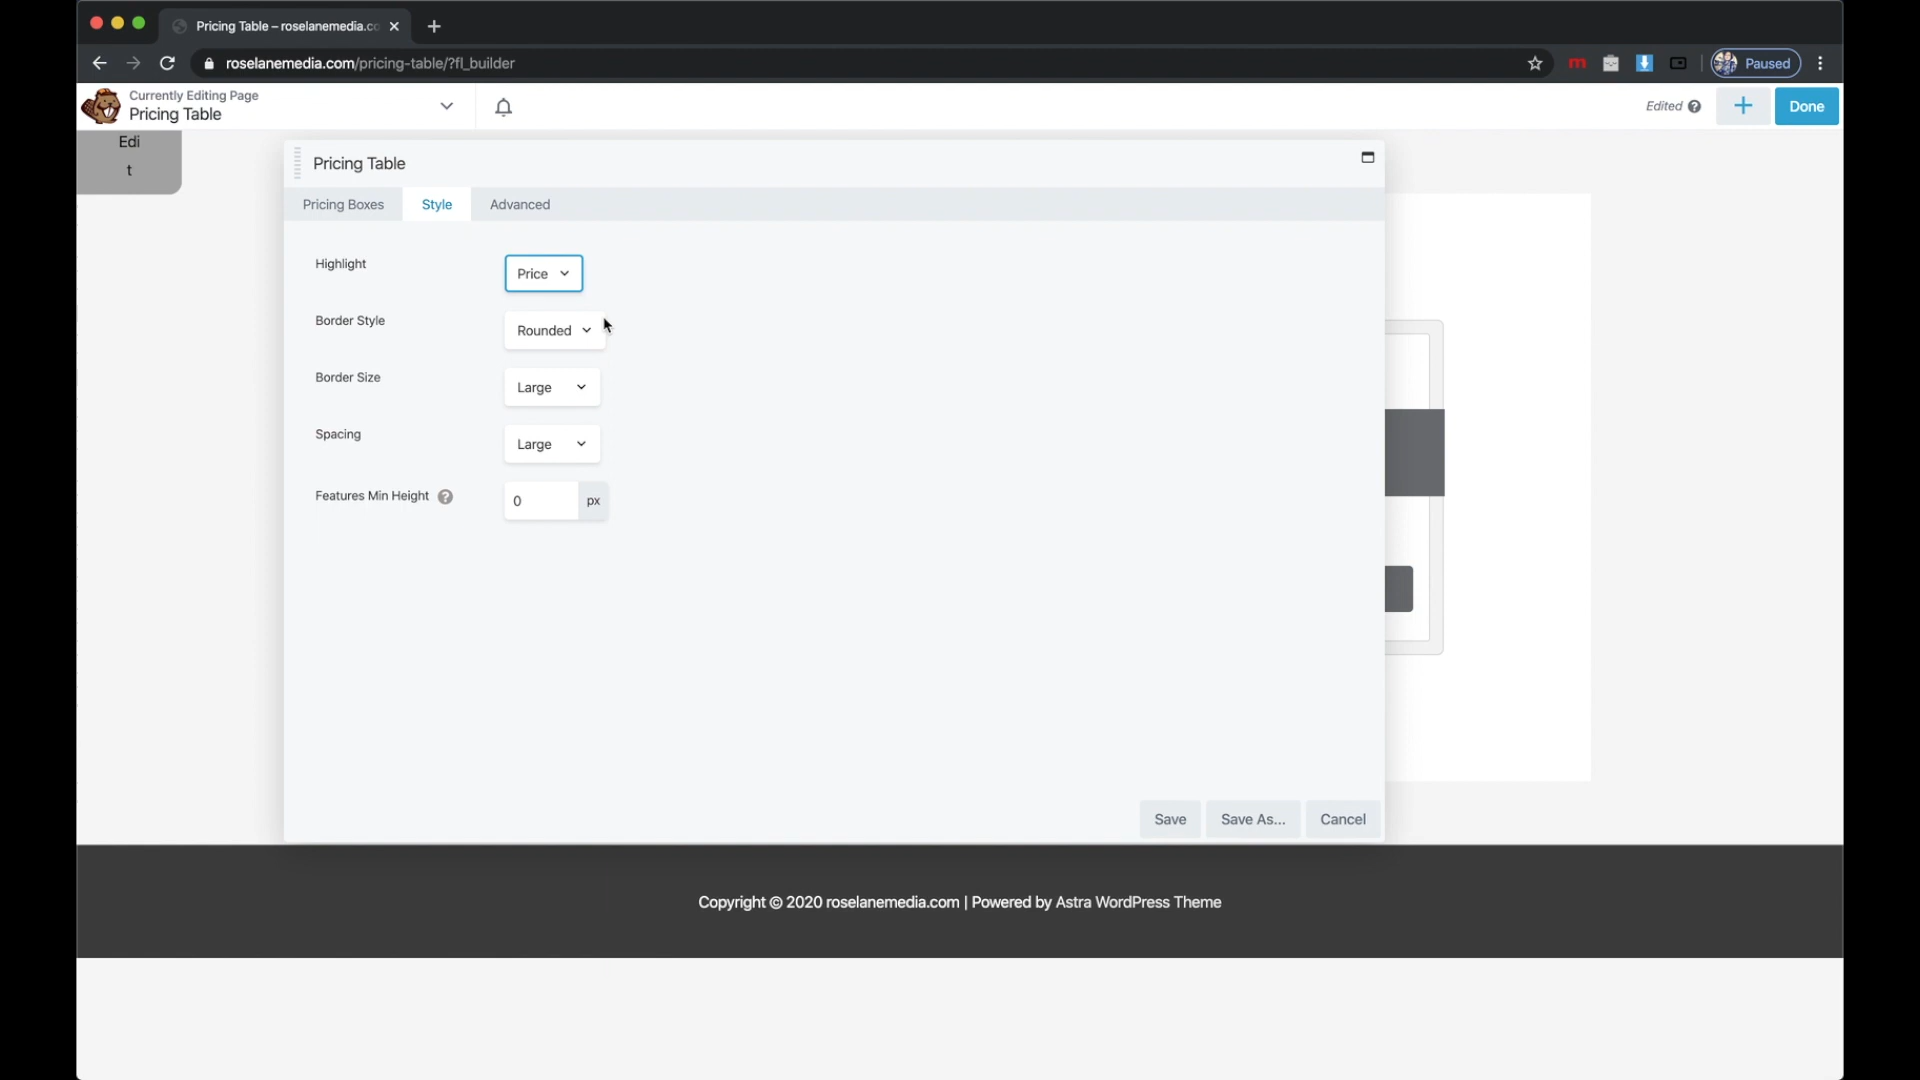 Pricing Table – roselanemedia.co
roselanemedia.com/pricing-table/?fl_builder
m
Paused
Currently Editing Page
Pricing Table
Edited ?
Done
Edi
t
Pricing Table
Pricing Boxes
Style
Advanced
Highlight
Price
Border Style
Rounded
Border Size
Large
Spacing
Large
Features Min Height ?
0
px
Save
Save As...
Cancel
Copyright © 2020 roselanemedia.com | Powered by Astra WordPress Theme